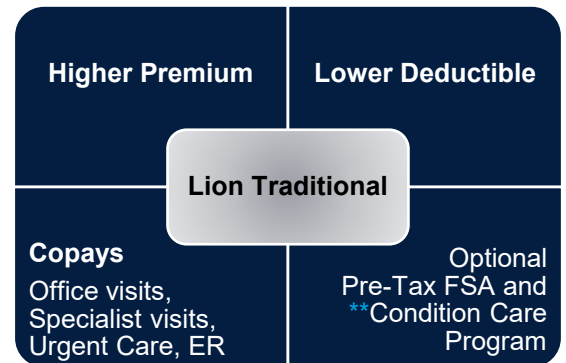 Higher Premium
Lower Deductible
Lion Traditional
Copays
Office visits,
Specialist visits,
Urgent Care, ER
Optional
Pre-Tax FSA and
**Condition Care
Program